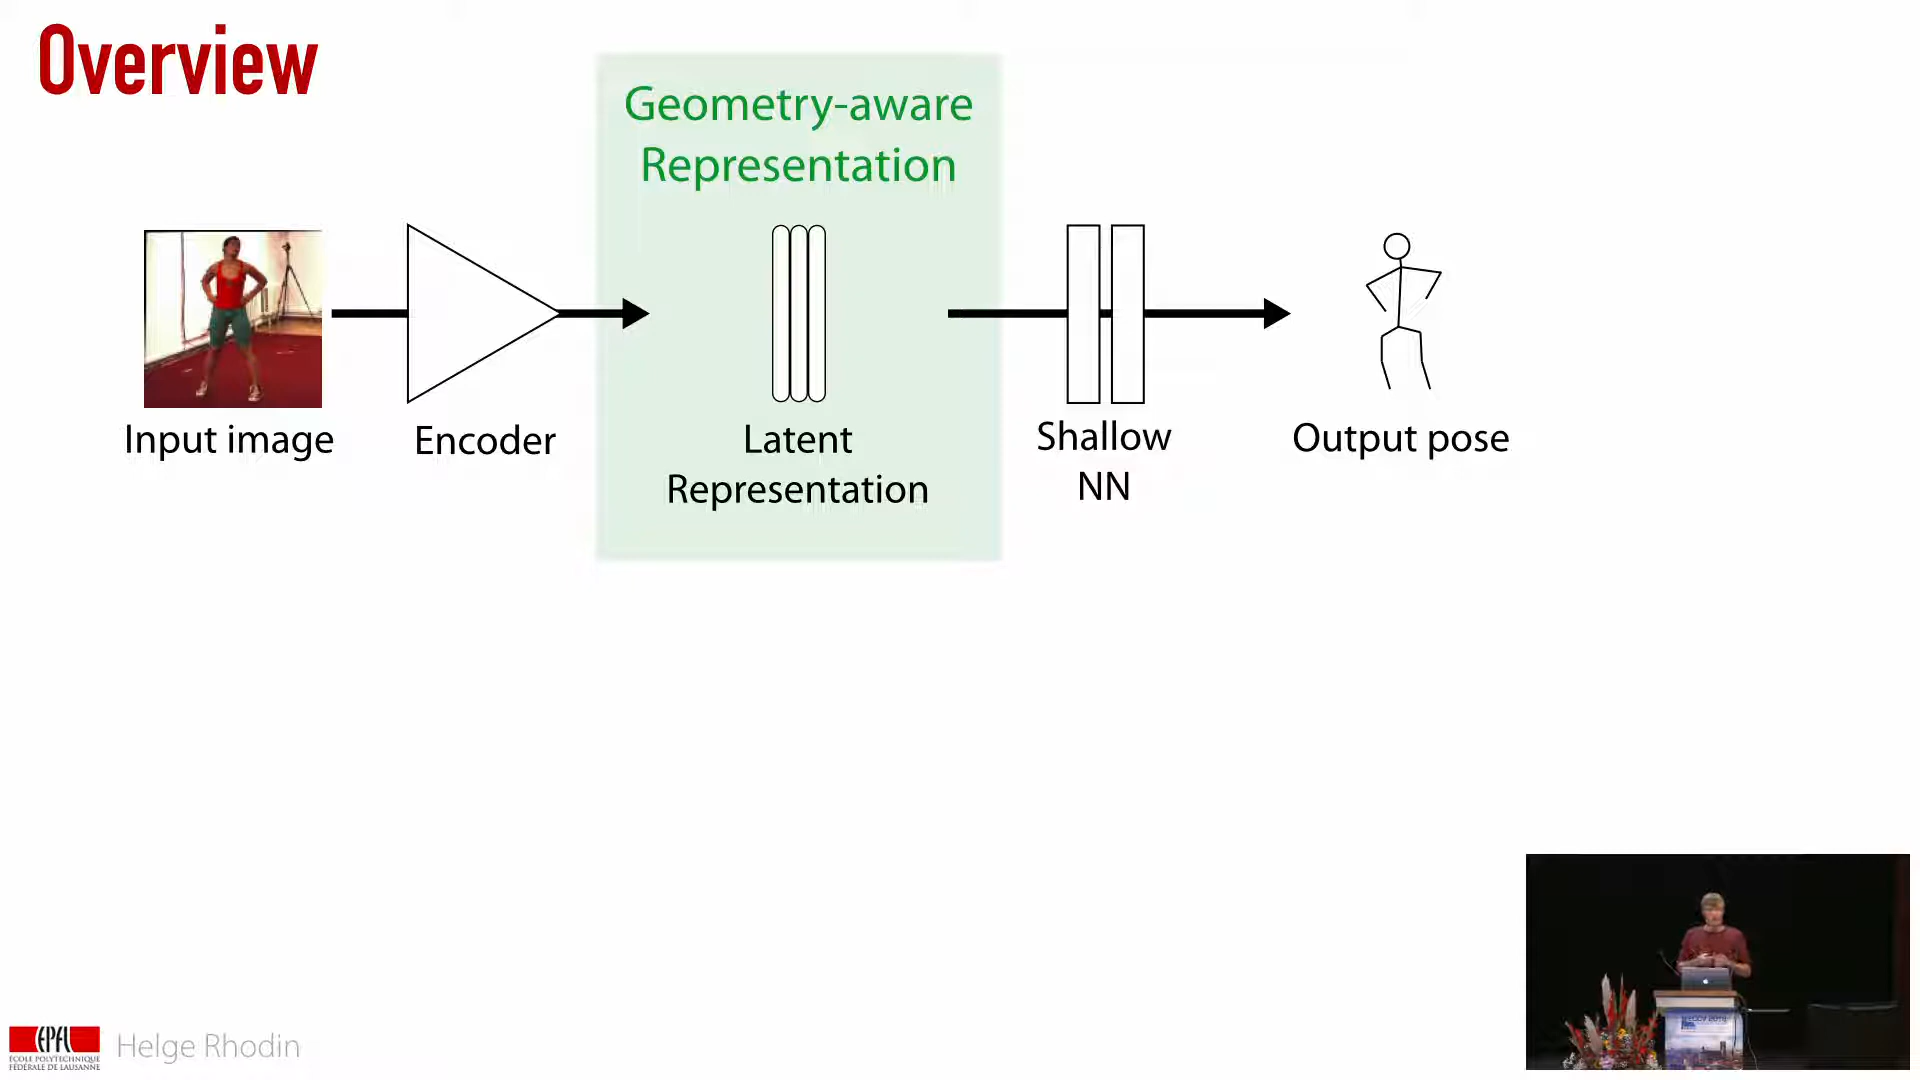 Overview
Geometry-aware
Representation
Input image
Encoder
Latent
Representation
Shallow
NN
Output pose
EPFL
ÉCOLE POLYTECHNIQUE
FÉDÉRALE DE LAUSANNE
Helge Rhodin